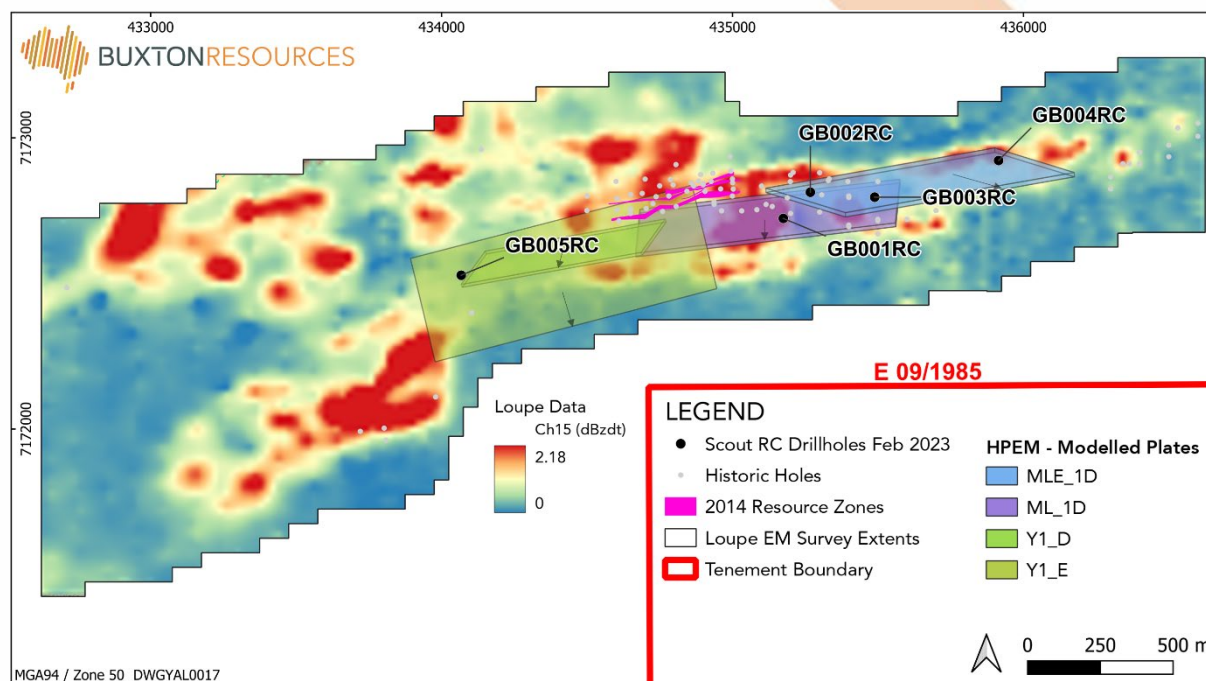 433000
434000
435000
436000
BUXTONRESOURCES
7173000
GB002RC
GB004RC
GB003RC
GB005RC
GB001RC
7172000
E 09/1985
Loupe Data
Ch15 (dBzdt)
2.18
0
LEGEND
Scout RC Drillholes Feb 2023
Historic Holes
2014 Resource Zones
Loupe EM Survey Extents
Tenement Boundary
HPEM - Modelled Plates
MLE_1D
ML_1D
Y1_D
Y1_E
0 250 500 m
MGA94 / Zone 50 DWGYAL0017